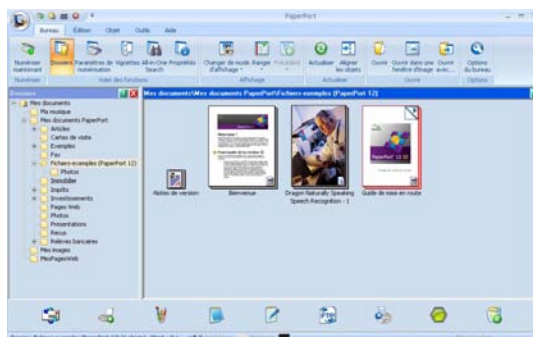 PaperPort
Bureau Edition Objet Outils Aide
Numériser maintenant
Dossiers
Paramètres de numérisation
Vignettes
All-in-One Search
Propriétés
Changer de mode d'affichage
Ranger
Précédent
Actualiser
Aligner les objets
Ouvrir
Ouvrir dans une fenêtre d'image
Ouvrir avec...
Options du bureau
Numériser Volet des fonctions Affichage Actualiser Ouvrir Options
Dossiers
Mes documents\Mes documents PaperPort\Fichiers-exemples (PaperPort 12)
Mes documents
Ma musique
Mes documents PaperPort
Articles
Cartes de visite
Exemples
Fax
Fichiers-exemples (PaperPort 12)
Photos
Immobilier
Impôts
Investissements
Pages Web
Photos
Présentations
Recus
Releves bancaires
Mes images
MesPagesWeb
-Notes de version-
Bienvenue
Dragon Naturally Speaking Speech Recognition - 1
Guide de mise en route
FTP